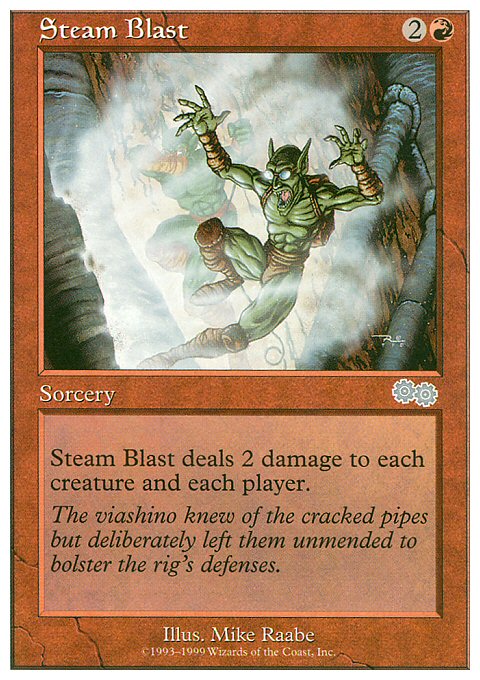 Steam Blast 2
Sorcery
Steam Blast deals 2 damage to each
creature and each player.
The viashino knew of the cracked pipes
but deliberately left them unmended to
bolster the rig's defenses.
Illus. Mike Raabe
©1993–1999 Wizards of the Coast, Inc.